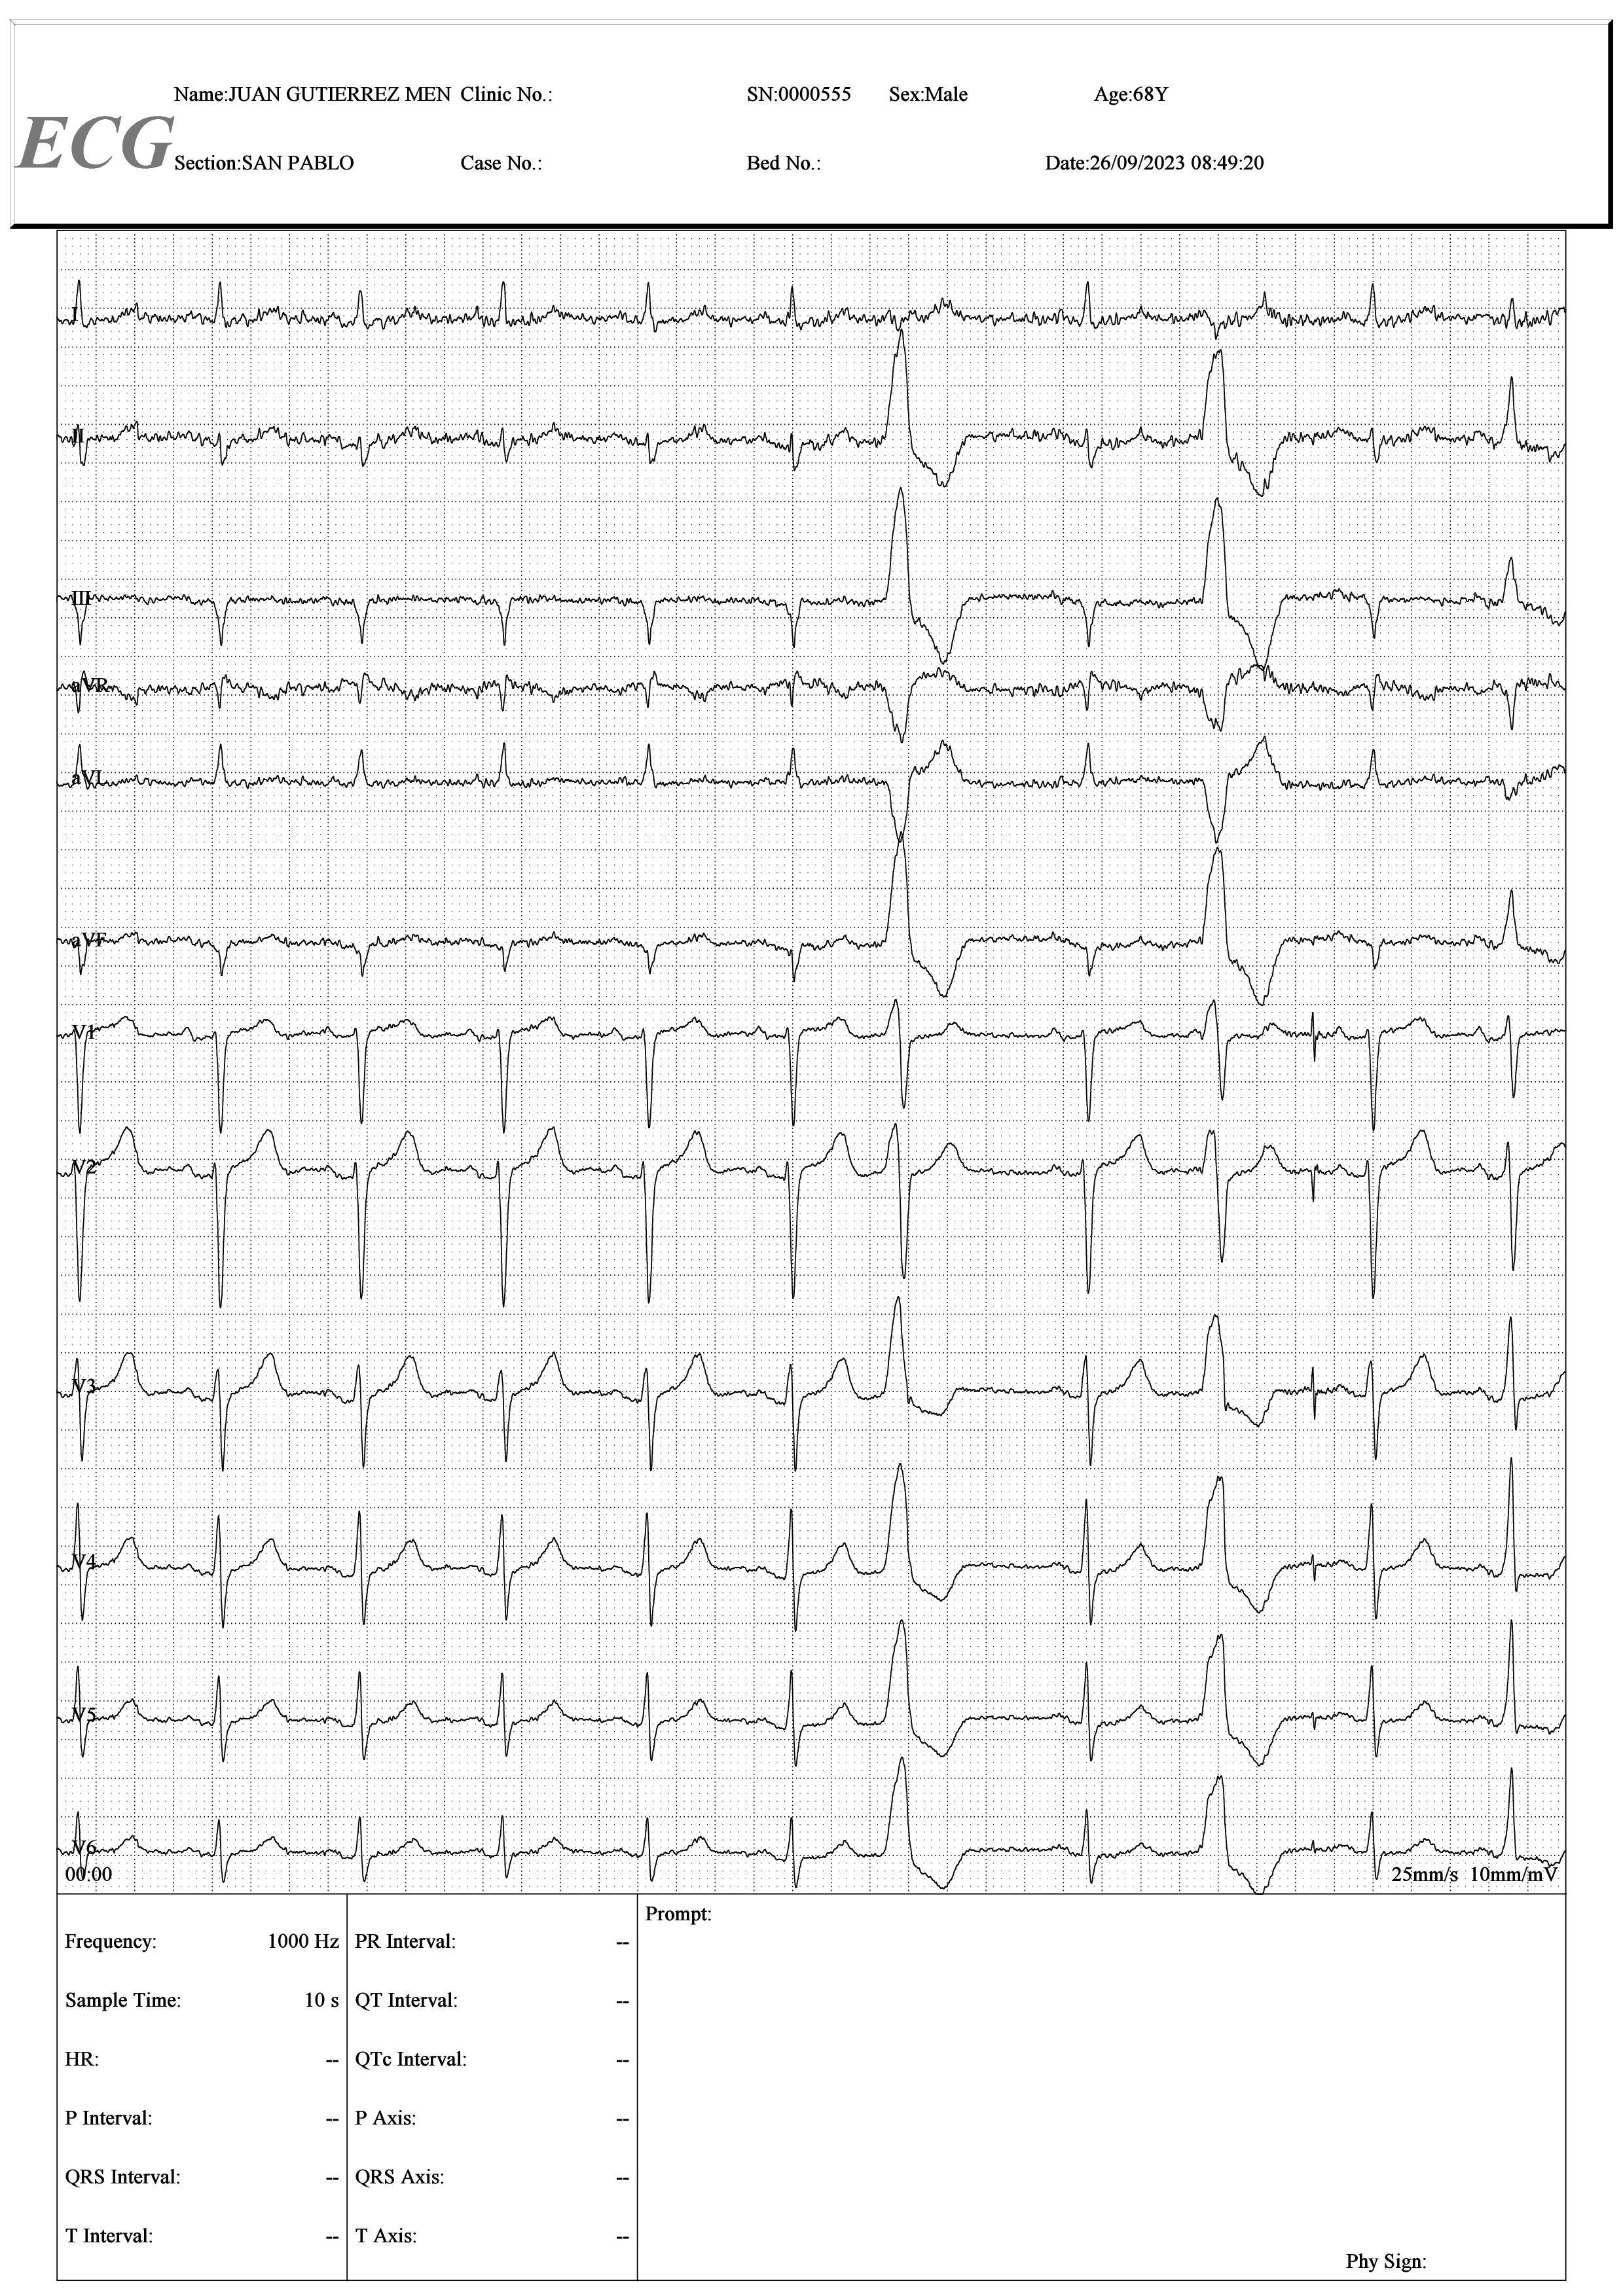 Name:JUAN GUTIERREZ MEN Clinic No.: SN:0000555 Sex:Male Age:68Y
ECG
Section:SAN PABLO Case No.: Bed No.: Date:26/09/2023 08:49:20
I
II
III
aVR
aVL
aVF
V1
V2
V3
V4
V5
V6
00:00 25mm/s 10mm/mV
Prompt:
Frequency: 1000 Hz PR Interval: --
Sample Time: 10 s QT Interval: --
HR: -- QTc Interval: --
P Interval: -- P Axis: --
QRS Interval: -- QRS Axis: --
T Interval: -- T Axis: --
Phy Sign: